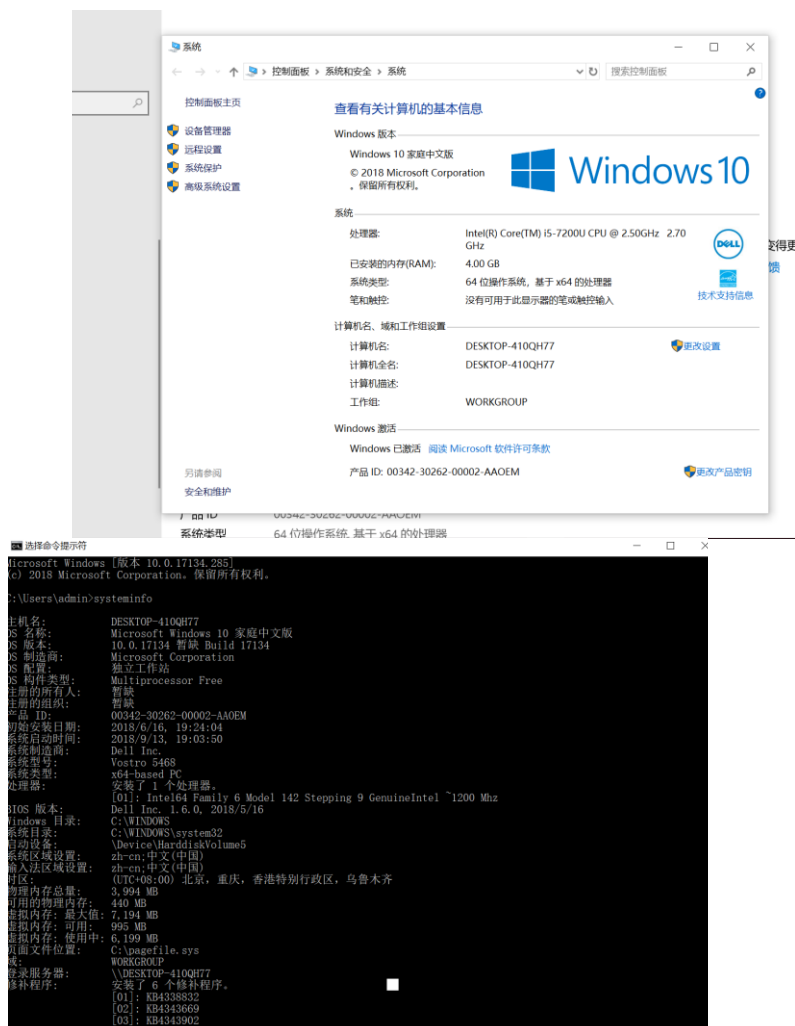 系统
控制面板 › 系统和安全 › 系统
搜索控制面板
控制面板主页
设备管理器
远程设置
系统保护
高级系统设置
查看有关计算机的基本信息
Windows 版本
Windows 10 家庭中文版
© 2018 Microsoft Corporation
。保留所有权利。
Windows 10
系统
处理器: Intel(R) Core(TM) i5-7200U CPU @ 2.50GHz 2.70
GHz
DELL
已安装的内存(RAM): 4.00 GB
系统类型: 64 位操作系统, 基于 x64 的处理器
笔和触控: 没有可用于此显示器的笔或触控输入
技术支持信息
变得更
馈
计算机名、域和工作组设置
计算机名: DESKTOP-410QH77
更改设置
计算机全名: DESKTOP-410QH77
计算机描述:
工作组: WORKGROUP
Windows 激活
Windows 已激活 阅读 Microsoft 软件许可条款
产品 ID: 00342-30262-00002-AAOEM
更改产品密钥
另请参阅
安全和维护
产品 ID 00342-30262-00002-AAOEM
系统类型 64 位操作系统, 基于 x64 的处理器
选择命令提示符
Microsoft Windows [版本 10.0.17134.285]
(c) 2018 Microsoft Corporation。保留所有权利。
C:\Users\admin>systeminfo
主机名: DESKTOP-410QH77
OS 名称: Microsoft Windows 10 家庭中文版
OS 版本: 10.0.17134 暂缺 Build 17134
OS 制造商: Microsoft Corporation
OS 配置: 独立工作站
OS 构件类型: Multiprocessor Free
注册的所有人: 暂缺
注册的组织: 暂缺
产品 ID: 00342-30262-00002-AAOEM
初始安装日期: 2018/6/16, 19:24:04
系统启动时间: 2018/9/13, 19:03:50
系统制造商: Dell Inc.
系统型号: Vostro 5468
系统类型: x64-based PC
处理器: 安装了 1 个处理器。
[01]: Intel64 Family 6 Model 142 Stepping 9 GenuineIntel ~1200 Mhz
BIOS 版本: Dell Inc. 1.6.0, 2018/5/16
Windows 目录: C:\WINDOWS
系统目录: C:\WINDOWS\system32
启动设备: \Device\HarddiskVolume5
系统区域设置: zh-cn;中文(中国)
输入法区域设置: zh-cn;中文(中国)
时区: (UTC+08:00) 北京，重庆，香港特别行政区，乌鲁木齐
物理内存总量: 3,994 MB
可用的物理内存: 440 MB
虚拟内存: 最大值: 7,194 MB
虚拟内存: 可用: 995 MB
虚拟内存: 使用中: 6,199 MB
页面文件位置: C:\pagefile.sys
域: WORKGROUP
登录服务器: \\DESKTOP-410QH77
修补程序: 安装了 6 个修补程序。
[01]: KB4338832
[02]: KB4343669
[03]: KB4343902